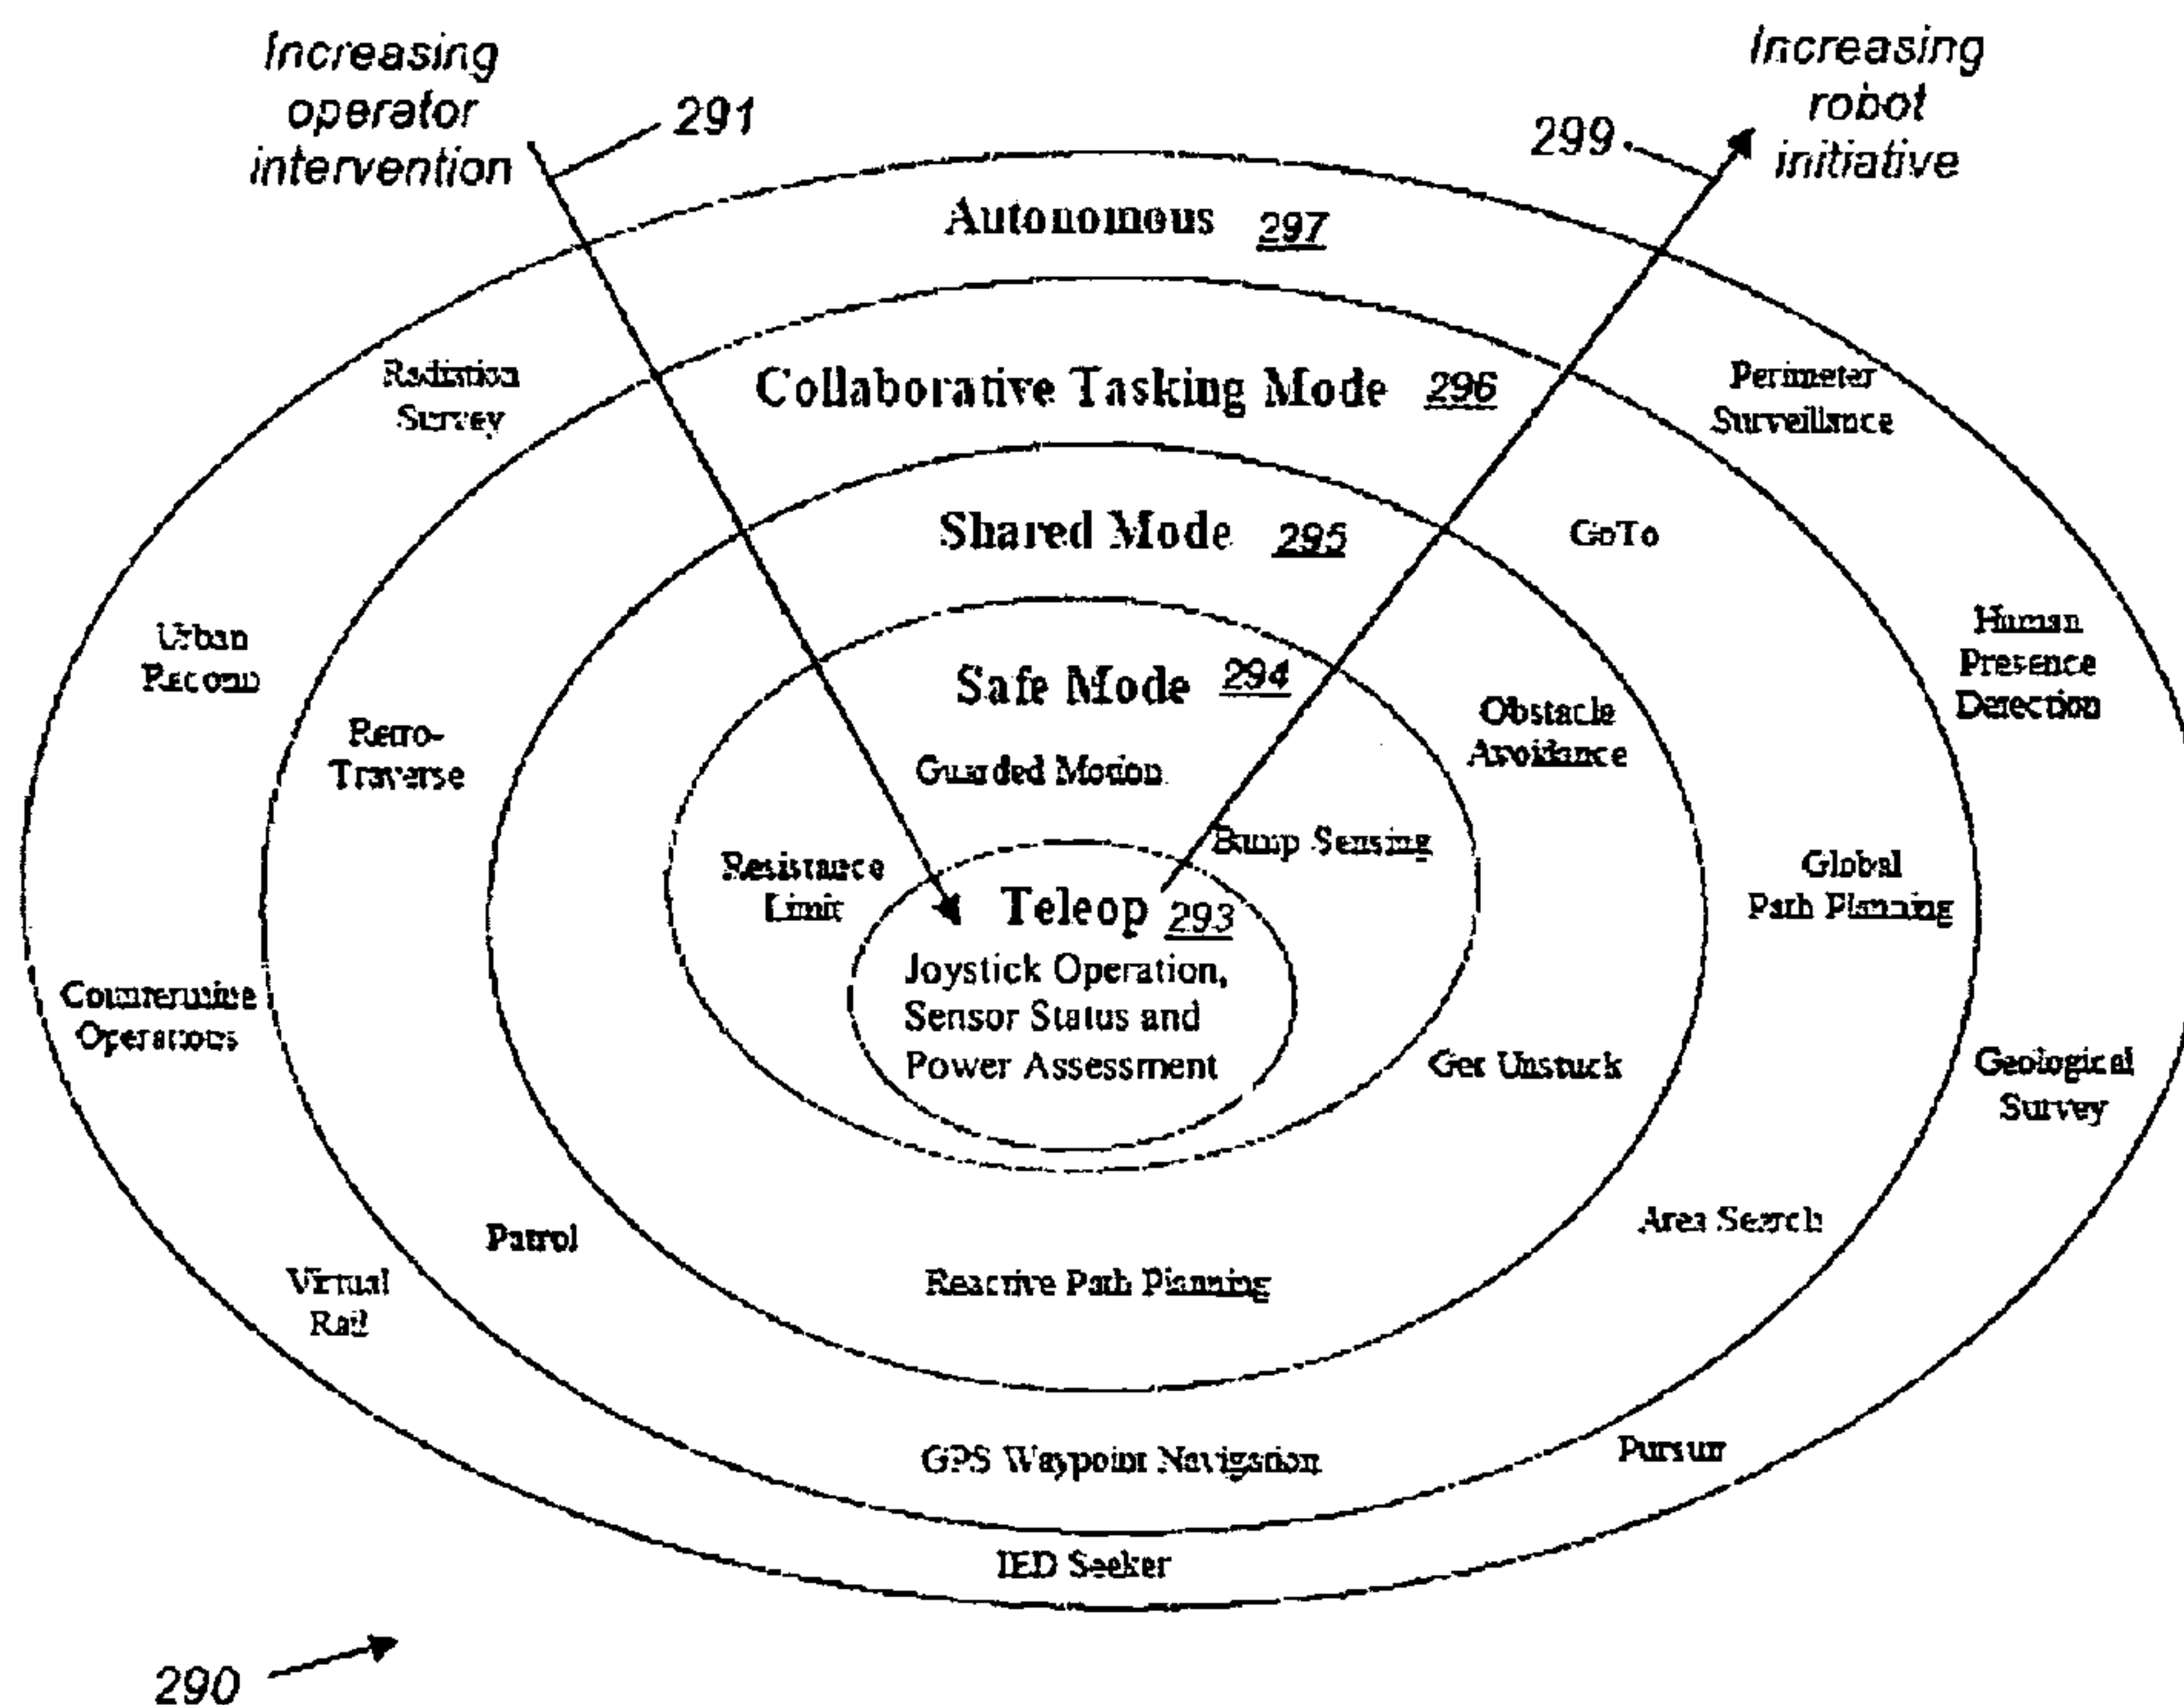 Increasing
operator
intervention
291
Increasing
robot
initiative
299
Autonomous 297
Radiation
Survey
Collaborative Tasking Mode 296
Perimeter
Surveillance
Shared Mode 295
GoTo
Urban
Recon
Safe Mode 294
Human
Presence
Detection
Retro-
Traverse
Guarded Motion
Obstacle
Avoidance
Resistance
Limit
Bump Sensing
Global
Path Planning
Teleop 293
Joystick Operation,
Sensor Status and
Power Assessment
Countermine
Operations
Get Unstuck
Geological
Survey
Patrol
Area Search
Virtual
Rail
Reactive Path Planning
GPS Waypoint Navigation
Pursuit
IED Seeker
290